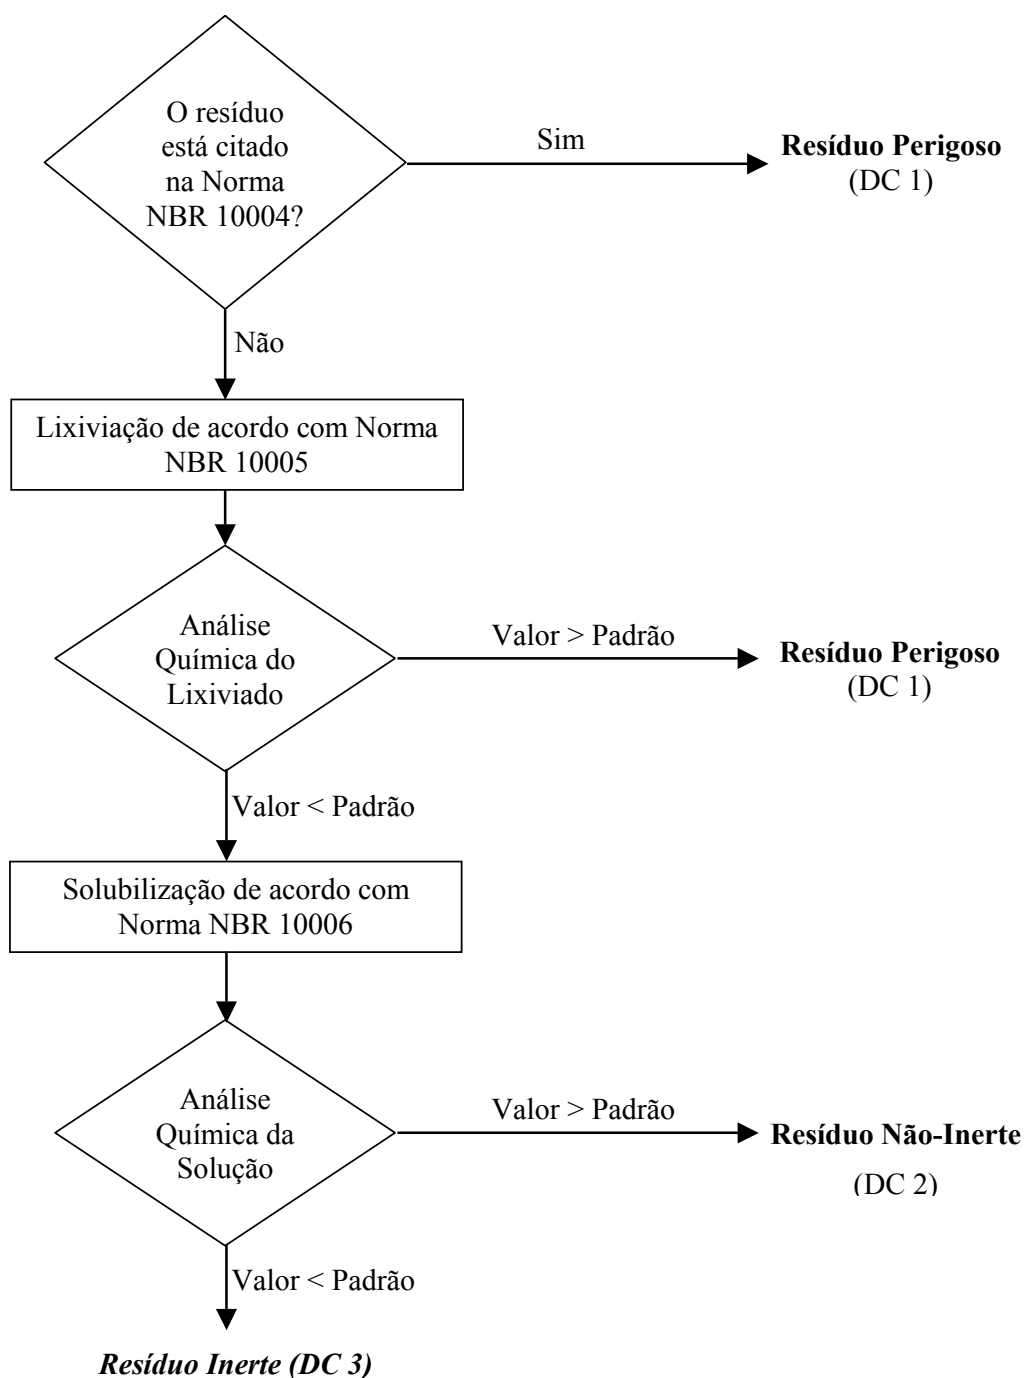 O resíduo
está citado
na Norma
NBR 10004?
Sim
Resíduo Perigoso
(DC 1)
Não
Lixiviação de acordo com Norma
NBR 10005
Análise
Química do
Lixiviado
Valor > Padrão
Resíduo Perigoso
(DC 1)
Valor < Padrão
Solubilização de acordo com
Norma NBR 10006
Análise
Química da
Solução
Valor > Padrão
Resíduo Não-Inerte
(DC 2)
Valor < Padrão
Resíduo Inerte (DC 3)